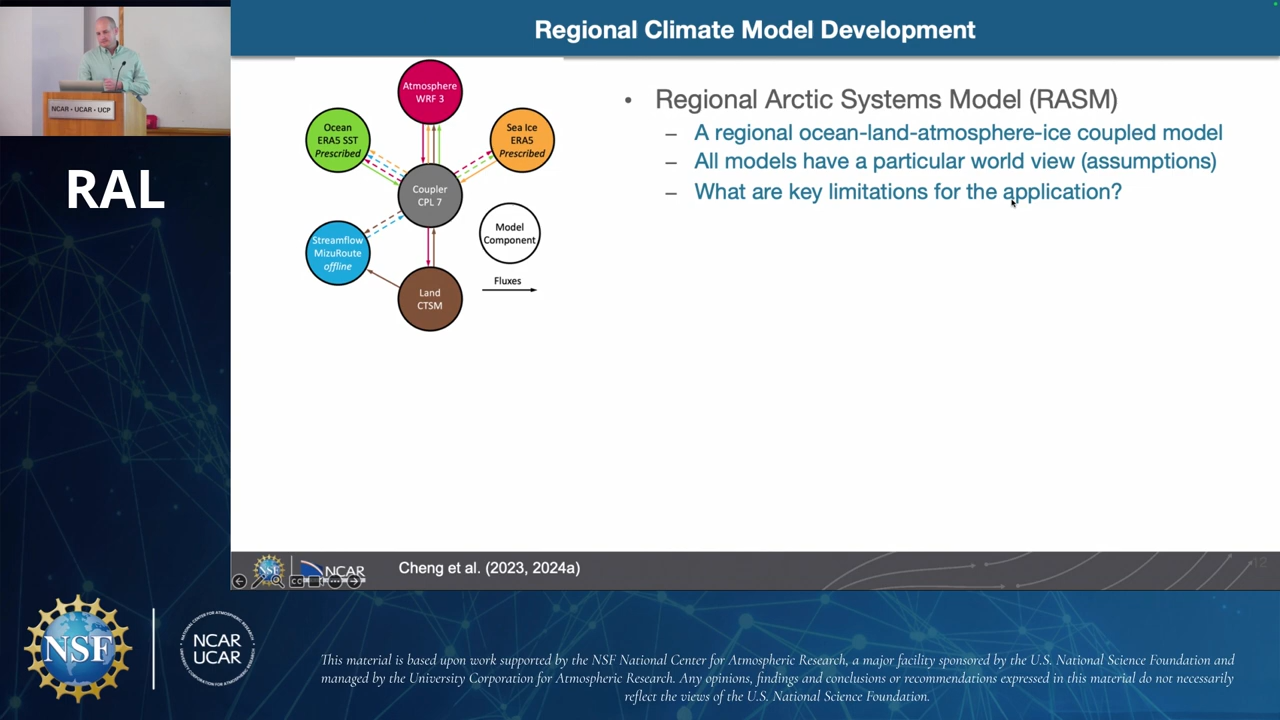 Regional Climate Model Development
NCAR • UCAR • UCP
RAL
Atmosphere
WRF 3
Ocean
ERA5 SST
Prescribed
Sea Ice
ERA5
Prescribed
Coupler
CPL 7
Model
Component
Streamflow
MizuRoute
offline
Fluxes
Land
CTSM
• Regional Arctic Systems Model (RASM)
– A regional ocean-land-atmosphere-ice coupled model
– All models have a particular world view (assumptions)
– What are key limitations for the application?
NSF
NCAR
Cheng et al. (2023, 2024a)
12
NSF
NCAR
UCAR
This material is based upon work supported by the NSF National Center for Atmospheric Research, a major facility sponsored by the U.S. National Science Foundation and
managed by the University Corporation for Atmospheric Research. Any opinions, findings and conclusions or recommendations expressed in this material do not necessarily
reflect the views of the U.S. National Science Foundation.